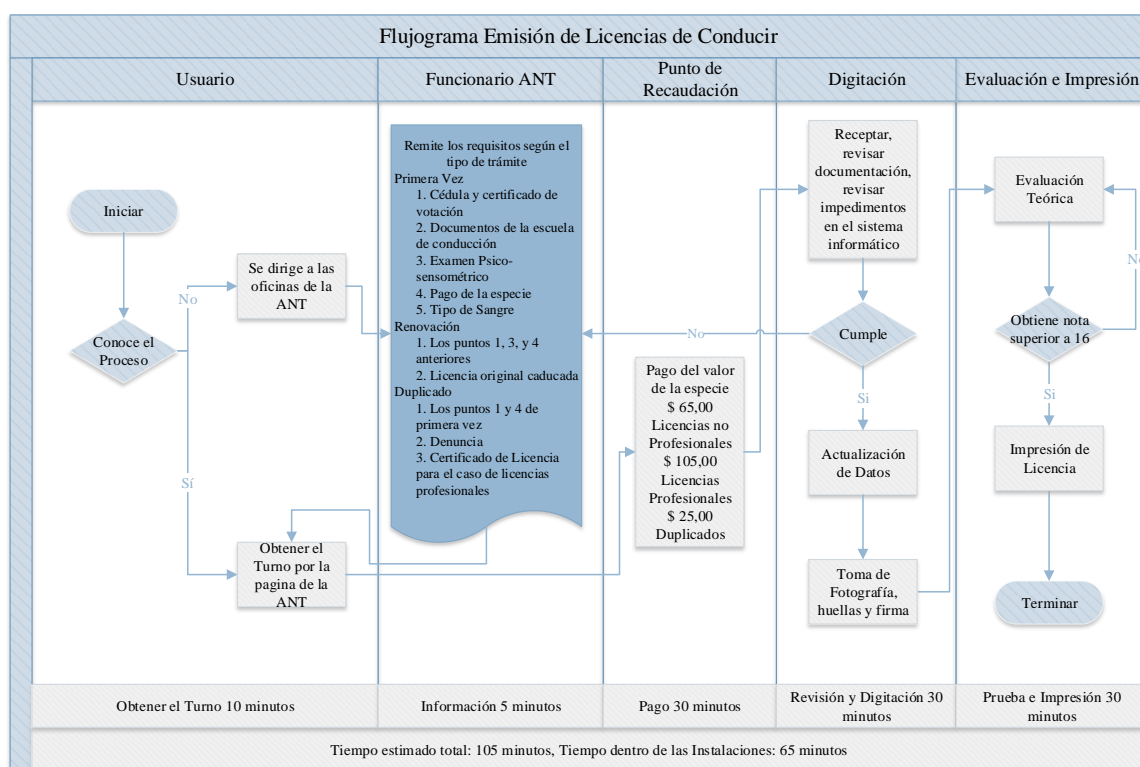 Flujograma Emisión de Licencias de Conducir
Usuario
Funcionario ANT
Punto de
Recaudación
Digitación
Evaluación e Impresión
Iniciar
Conoce el
Proceso
No
Se dirige a las
oficinas de la
ANT
Sí
Obtener el
Turno por la
pagina de la
ANT
Remite los requisitos según el
tipo de trámite
Primera Vez
1. Cédula y certificado de
votación
2. Documentos de la escuela
de conducción
3. Examen Psico-
sensométrico
4. Pago de la especie
5. Tipo de Sangre
Renovación
1. Los puntos 1, 3, y 4
anteriores
2. Licencia original caducada
Duplicado
1. Los puntos 1 y 4 de
primera vez
2. Denuncia
3. Certificado de Licencia
para el caso de licencias
profesionales
Pago del valor
de la especie
$ 65,00
Licencias no
Profesionales
$ 105,00
Licencias
Profesionales
$ 25,00
Duplicados
Receptar,
revisar
documentación,
revisar
impedimentos
en el sistema
informático
No
Cumple
Si
Actualización
de Datos
Toma de
Fotografía,
huellas y firma
Evaluación
Teórica
No
Obtiene nota
superior a 16
Si
Impresión de
Licencia
Terminar
Obtener el Turno 10 minutos
Información 5 minutos
Pago 30 minutos
Revisión y Digitación 30
minutos
Prueba e Impresión 30
minutos
Tiempo estimado total: 105 minutos, Tiempo dentro de las Instalaciones: 65 minutos